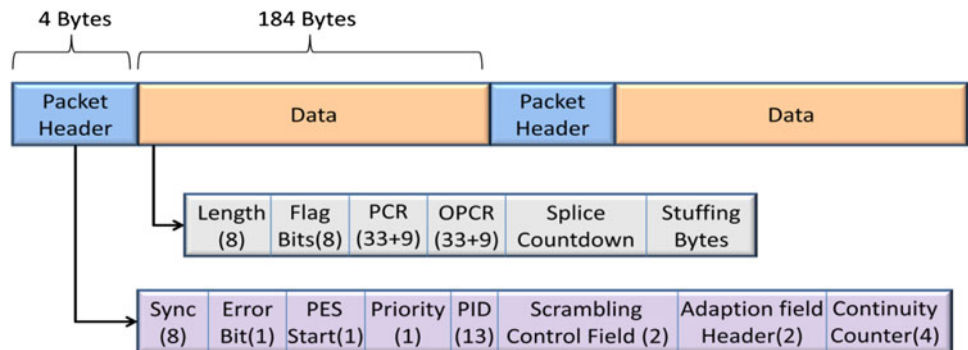 4 Bytes
184 Bytes
Packet
Header
Data
Packet
Header
Data
Length
(8)
Flag
Bits(8)
PCR
(33+9)
OPCR
(33+9)
Splice
Countdown
Stuffing
Bytes
Sync
(8)
Error
Bit(1)
PES
Start(1)
Priority
(1)
PID
(13)
Scrambling
Control Field (2)
Adaption field
Header(2)
Continuity
Counter(4)